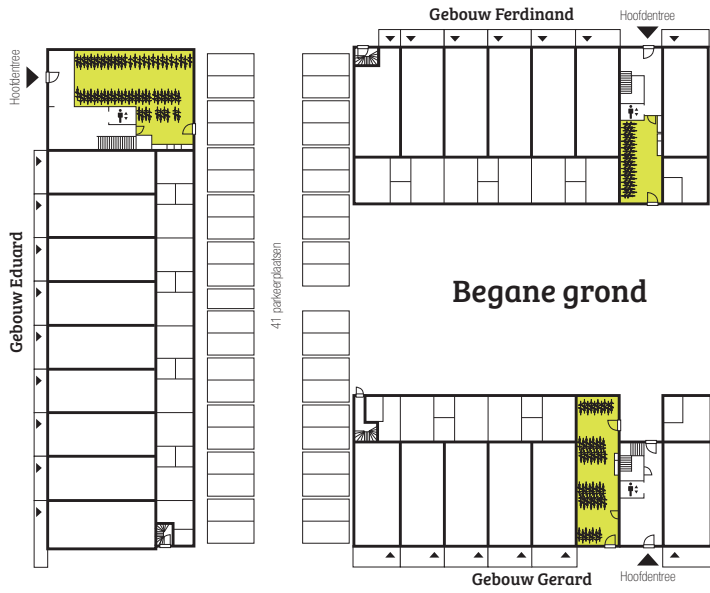 Gebouw Ferdinand
Hoofdentree
Hoofdentree
Gebouw Eduard
41 parkeerplaatsen
Begane grond
Gebouw Gerard
Hoofdentree